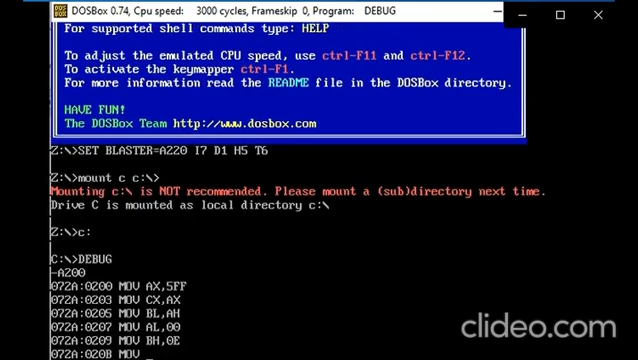 DOSBox 0.74, Cpu speed: 3000 cycles, Frameskip 0, Program: DEBUG
For supported shell commands type: HELP
To adjust the emulated CPU speed, use ctrl-F11 and ctrl-F12.
To activate the keymapper ctrl-F1.
For more information read the README file in the DOSBox directory.
HAVE FUN!
The DOSBox Team http://www.dosbox.com
Z:\>SET BLASTER=A220 I7 D1 H5 T6
Z:\>mount c c:\>
Mounting c:\ is NOT recommended. Please mount a (sub)directory next time.
Drive C is mounted as local directory c:\
Z:\>c:
C:\>DEBUG
-A200
072A:0200 MOV AX,5FF
072A:0203 MOV CX,AX
072A:0205 MOV BL,AH
072A:0207 MOV AL,00
072A:0209 MOV BH,0E
072A:020B MOV _
clideo.com